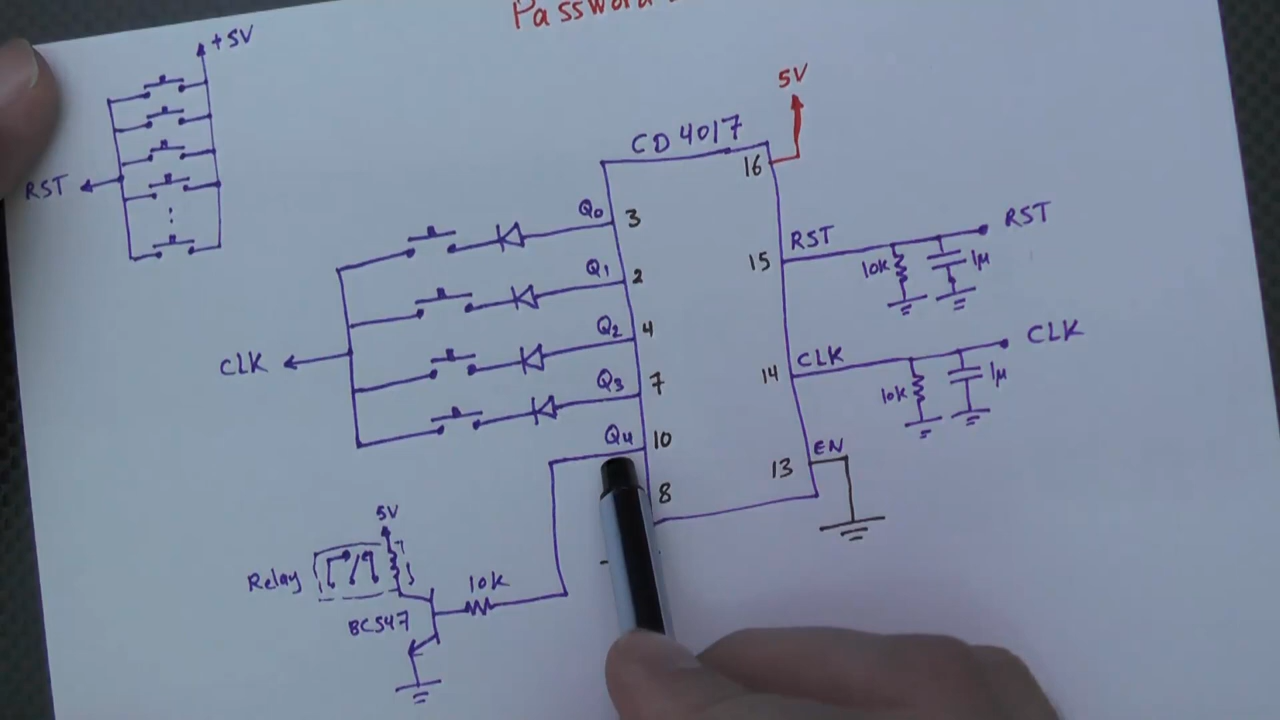 Password
+5V
RST
CD 4017
5V
16
Q0 3
Q1 2
Q2 4
Q3 7
Q4 10
8
CLK
15 RST
10k 1µ
RST
14 CLK
10k 1µ
CLK
13 EN
5V
Relay
BC547
10k